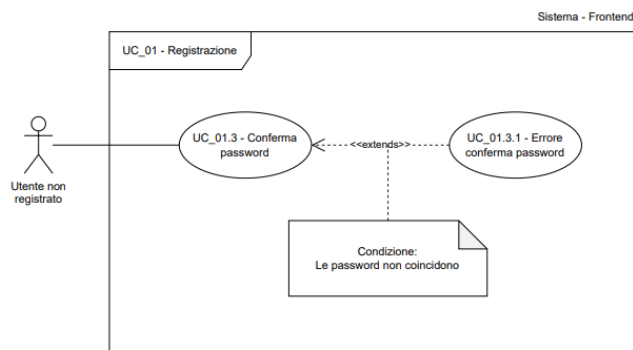 Sistema - Frontend
UC_01 - Registrazione
UC_01.3 - Conferma
password
<<extends>>
UC_01.3.1 - Errore
conferma password
Utente non
registrato
Condizione:
Le password non coincidono